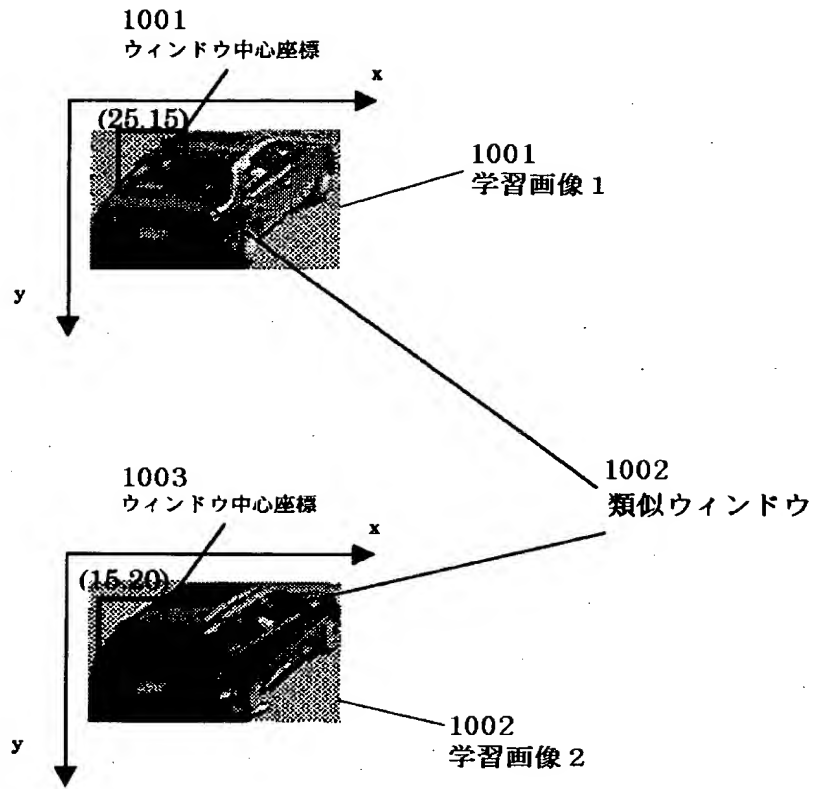 1001
ウィンドウ中心座標
x
(25,15)
1001
学習画像1
y
1003
ウィンドウ中心座標
x
1002
類似ウィンドウ
(15,20)
1002
学習画像2
y